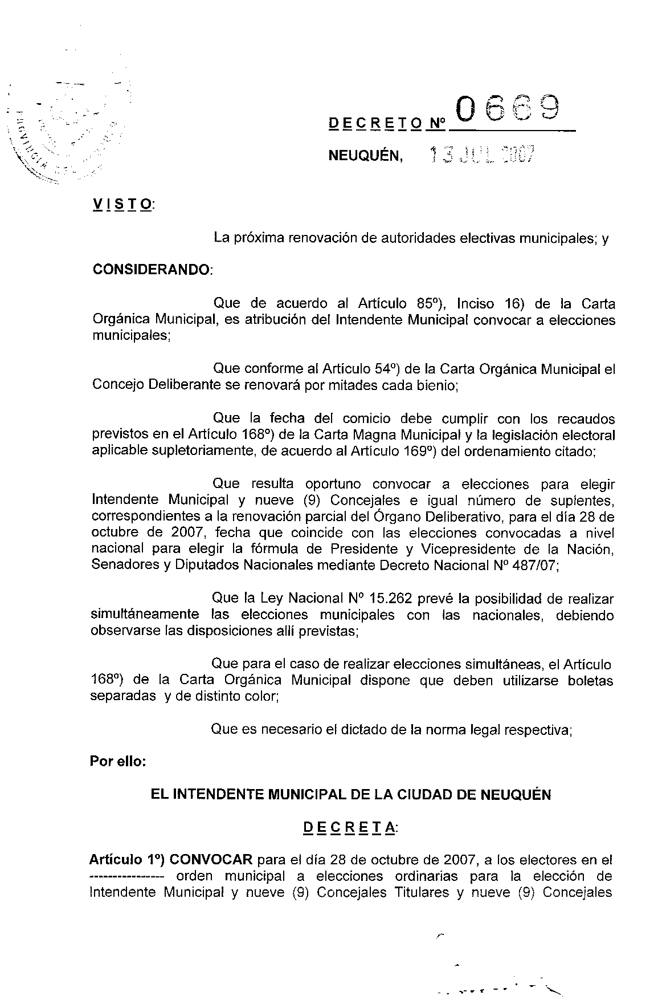 PROVINCIA
DECRETO Nº 0669
NEUQUÉN, 13 JUL 2007
VISTO:
La próxima renovación de autoridades electivas municipales; y
CONSIDERANDO:
Que de acuerdo al Artículo 85º), Inciso 16) de la Carta
Orgánica Municipal, es atribución del Intendente Municipal convocar a elecciones
municipales;
Que conforme al Artículo 54º) de la Carta Orgánica Municipal el
Concejo Deliberante se renovará por mitades cada bienio;
Que la fecha del comicio debe cumplir con los recaudos
previstos en el Artículo 168º) de la Carta Magna Municipal y la legislación electoral
aplicable supletoriamente, de acuerdo al Artículo 169º) del ordenamiento citado;
Que resulta oportuno convocar a elecciones para elegir
Intendente Municipal y nueve (9) Concejales e igual número de suplentes,
correspondientes a la renovación parcial del Órgano Deliberativo, para el día 28 de
octubre de 2007, fecha que coincide con las elecciones convocadas a nivel
nacional para elegir la fórmula de Presidente y Vicepresidente de la Nación,
Senadores y Diputados Nacionales mediante Decreto Nacional Nº 487/07;
Que la Ley Nacional Nº 15.262 prevé la posibilidad de realizar
simultáneamente las elecciones municipales con las nacionales, debiendo
observarse las disposiciones allí previstas;
Que para el caso de realizar elecciones simultáneas, el Artículo
168º) de la Carta Orgánica Municipal dispone que deben utilizarse boletas
separadas y de distinto color;
Que es necesario el dictado de la norma legal respectiva;
Por ello:
EL INTENDENTE MUNICIPAL DE LA CIUDAD DE NEUQUÉN
DECRETA:
Artículo 1º) CONVOCAR para el día 28 de octubre de 2007, a los electores en el
---------------- orden municipal a elecciones ordinarias para la elección de
Intendente Municipal y nueve (9) Concejales Titulares y nueve (9) Concejales